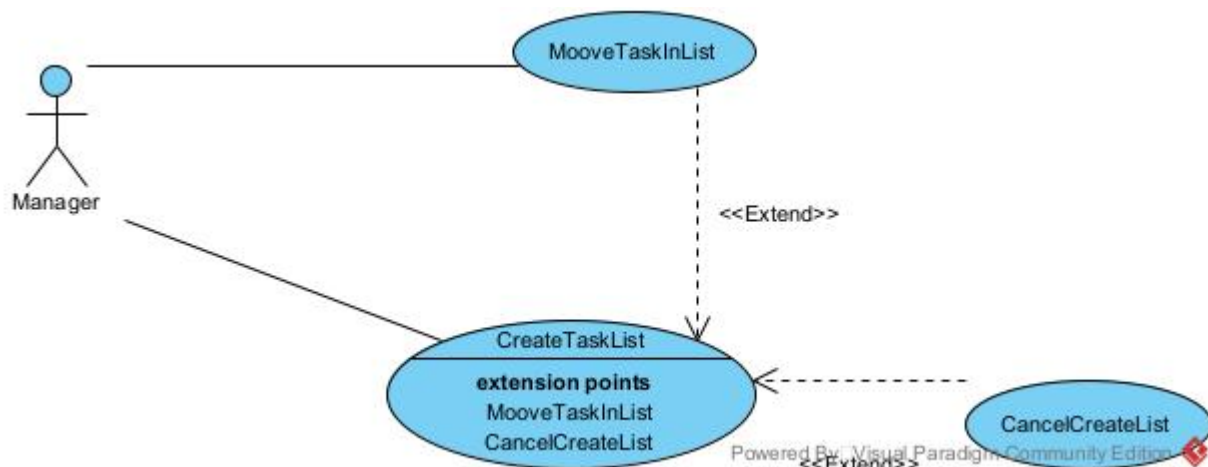 MooveTaskInList
Manager
<<Extend>>
CreateTaskList
extension points
MooveTaskInList
CancelCreateList
CancelCreateList
Powered By Visual Paradigm Community Edition
<<Extend>>